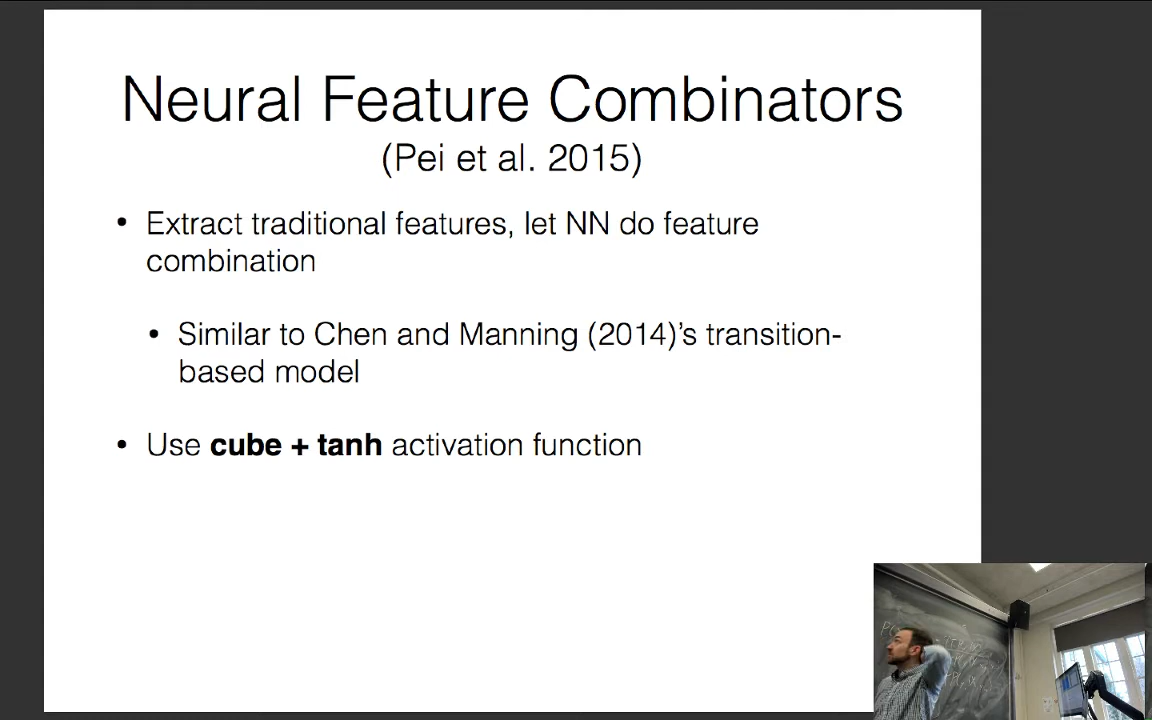 Neural Feature Combinators
(Pei et al. 2015)
• Extract traditional features, let NN do feature
combination
• Similar to Chen and Manning (2014)’s transition-
based model
• Use cube + tanh activation function